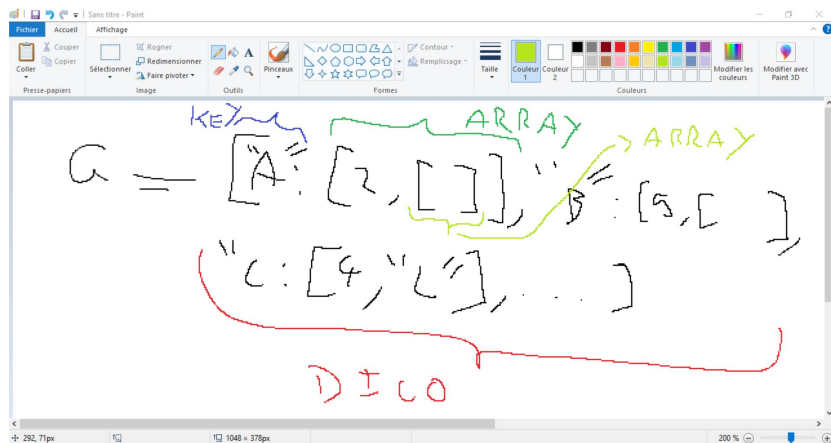 Sans titre - Paint
Fichier Accueil Affichage
Coller
Couper
Copier
Presse-papiers
Sélectionner
Rogner
Redimensionner
Faire pivoter
Image
Outils
Pinceaux
Formes
Contour
Remplissage
Taille
Couleur 1
Couleur 2
Couleurs
Modifier les couleurs
Modifier avec Paint 3D
KEY ARRAY
ARRAY
a = ["A": [2, []], "B": [5, [ ],
"C: [4, "C"], ... ]
DICO
292, 71px 1048 × 378px 200 %